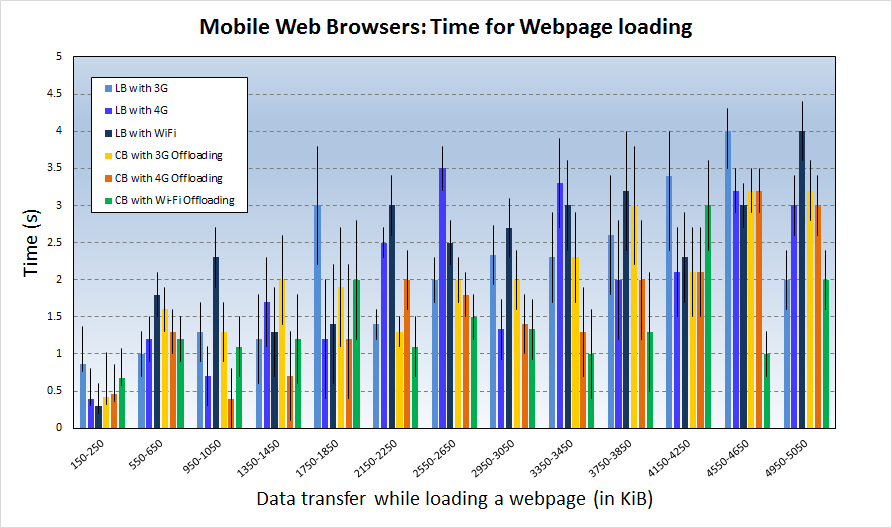 Mobile Web Browsers: Time for Webpage loading
5
4.5
4
3.5
3
2.5
2
1.5
1
0.5
0
Time (s)
LB with 3G
LB with 4G
LB with WiFi
CB with 3G Offloading
CB with 4G Offloading
CB with Wi-Fi Offloading
150-250
550-650
950-1050
1350-1450
1750-1850
2150-2250
2550-2650
2950-3050
3350-3450
3750-3850
4150-4250
4550-4650
4950-5050
Data transfer while loading a webpage (in KiB)